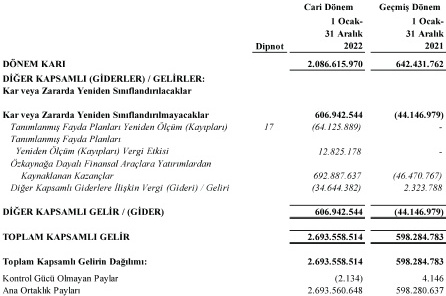 Cari Dönem Geçmiş Dönem
1 Ocak- 1 Ocak-
31 Aralık 31 Aralık
Dipnot 2022 2021
DÖNEM KARI 2.086.615.970 642.431.762
DİĞER KAPSAMLI (GİDERLER) / GELİRLER:
Kar veya Zararda Yeniden Sınıflandırılacaklar
Kar veya Zararda Yeniden Sınıflandırılmayacaklar 606.942.544 (44.146.979)
Tanımlanmış Fayda Planları Yeniden Ölçüm (Kayıpları) 17 (64.125.889) -
Tanımlanmış Fayda Planları
Yeniden Ölçüm (Kayıpları) Vergi Etkisi 12.825.178 -
Özkaynağa Dayalı Finansal Araçlara Yatırımlardan
Kaynaklanan Kazançlar 692.887.637 (46.470.767)
Diğer Kapsamlı Giderlere İlişkin Vergi (Gideri) / Geliri (34.644.382) 2.323.788
DİĞER KAPSAMLI GELİR / (GİDER) 606.942.544 (44.146.979)
TOPLAM KAPSAMLI GELİR 2.693.558.514 598.284.783
Toplam Kapsamlı Gelirin Dağılımı: 2.693.558.514 598.284.783
Kontrol Gücü Olmayan Paylar (2.134) 4.146
Ana Ortaklık Payları 2.693.560.648 598.280.637